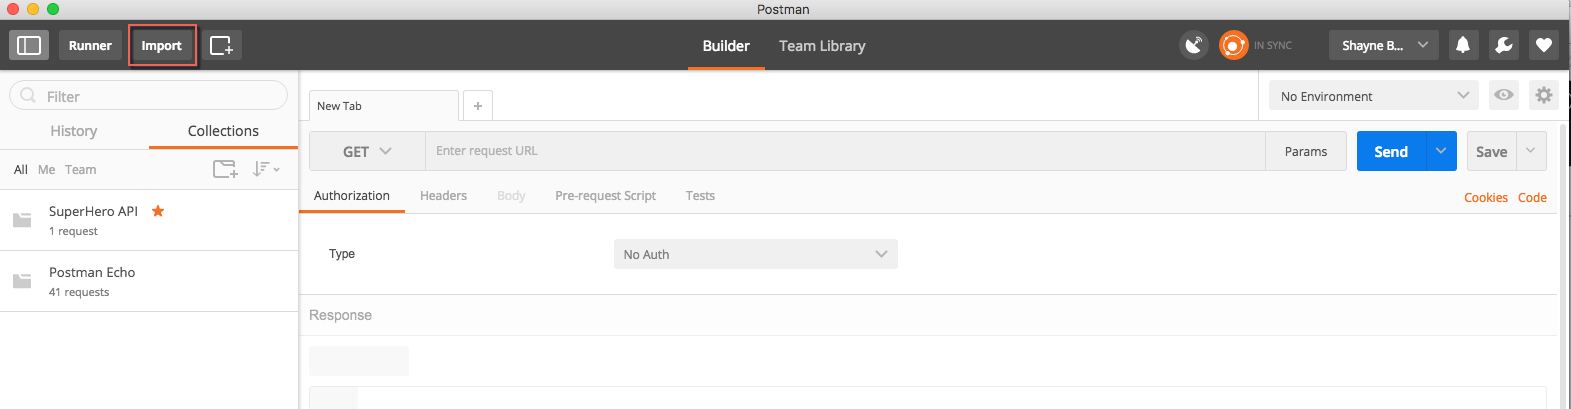 Postman
Runner
Import
Builder
Team Library
IN SYNC
Shayne B...
Filter
History
Collections
All Me Team
SuperHero API
1 request
Postman Echo
41 requests
New Tab
+
No Environment
GET
Enter request URL
Params
Send
Save
Authorization
Headers
Body
Pre-request Script
Tests
Cookies
Code
Type
No Auth
Response